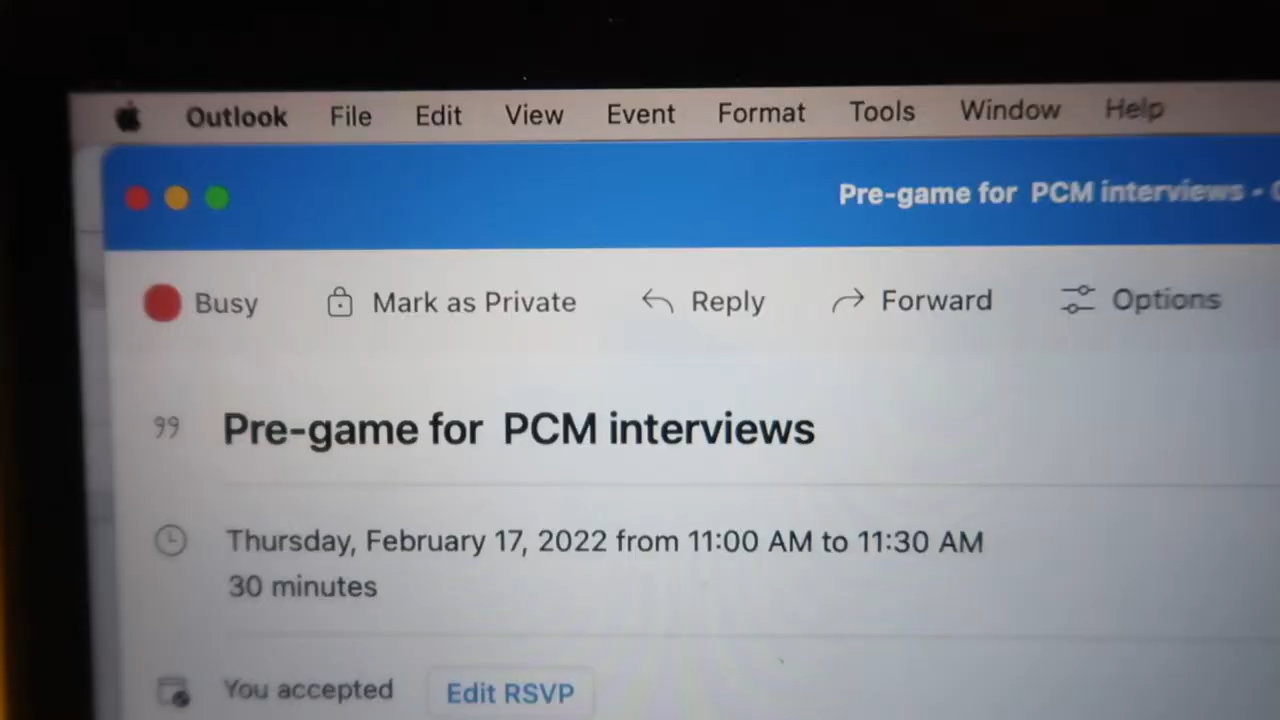 Outlook File Edit View Event Format Tools Window Help
Pre-game for  PCM interviews -
Busy Mark as Private Reply Forward Options
Pre-game for  PCM interviews
Thursday, February 17, 2022 from 11:00 AM to 11:30 AM
30 minutes
You accepted Edit RSVP